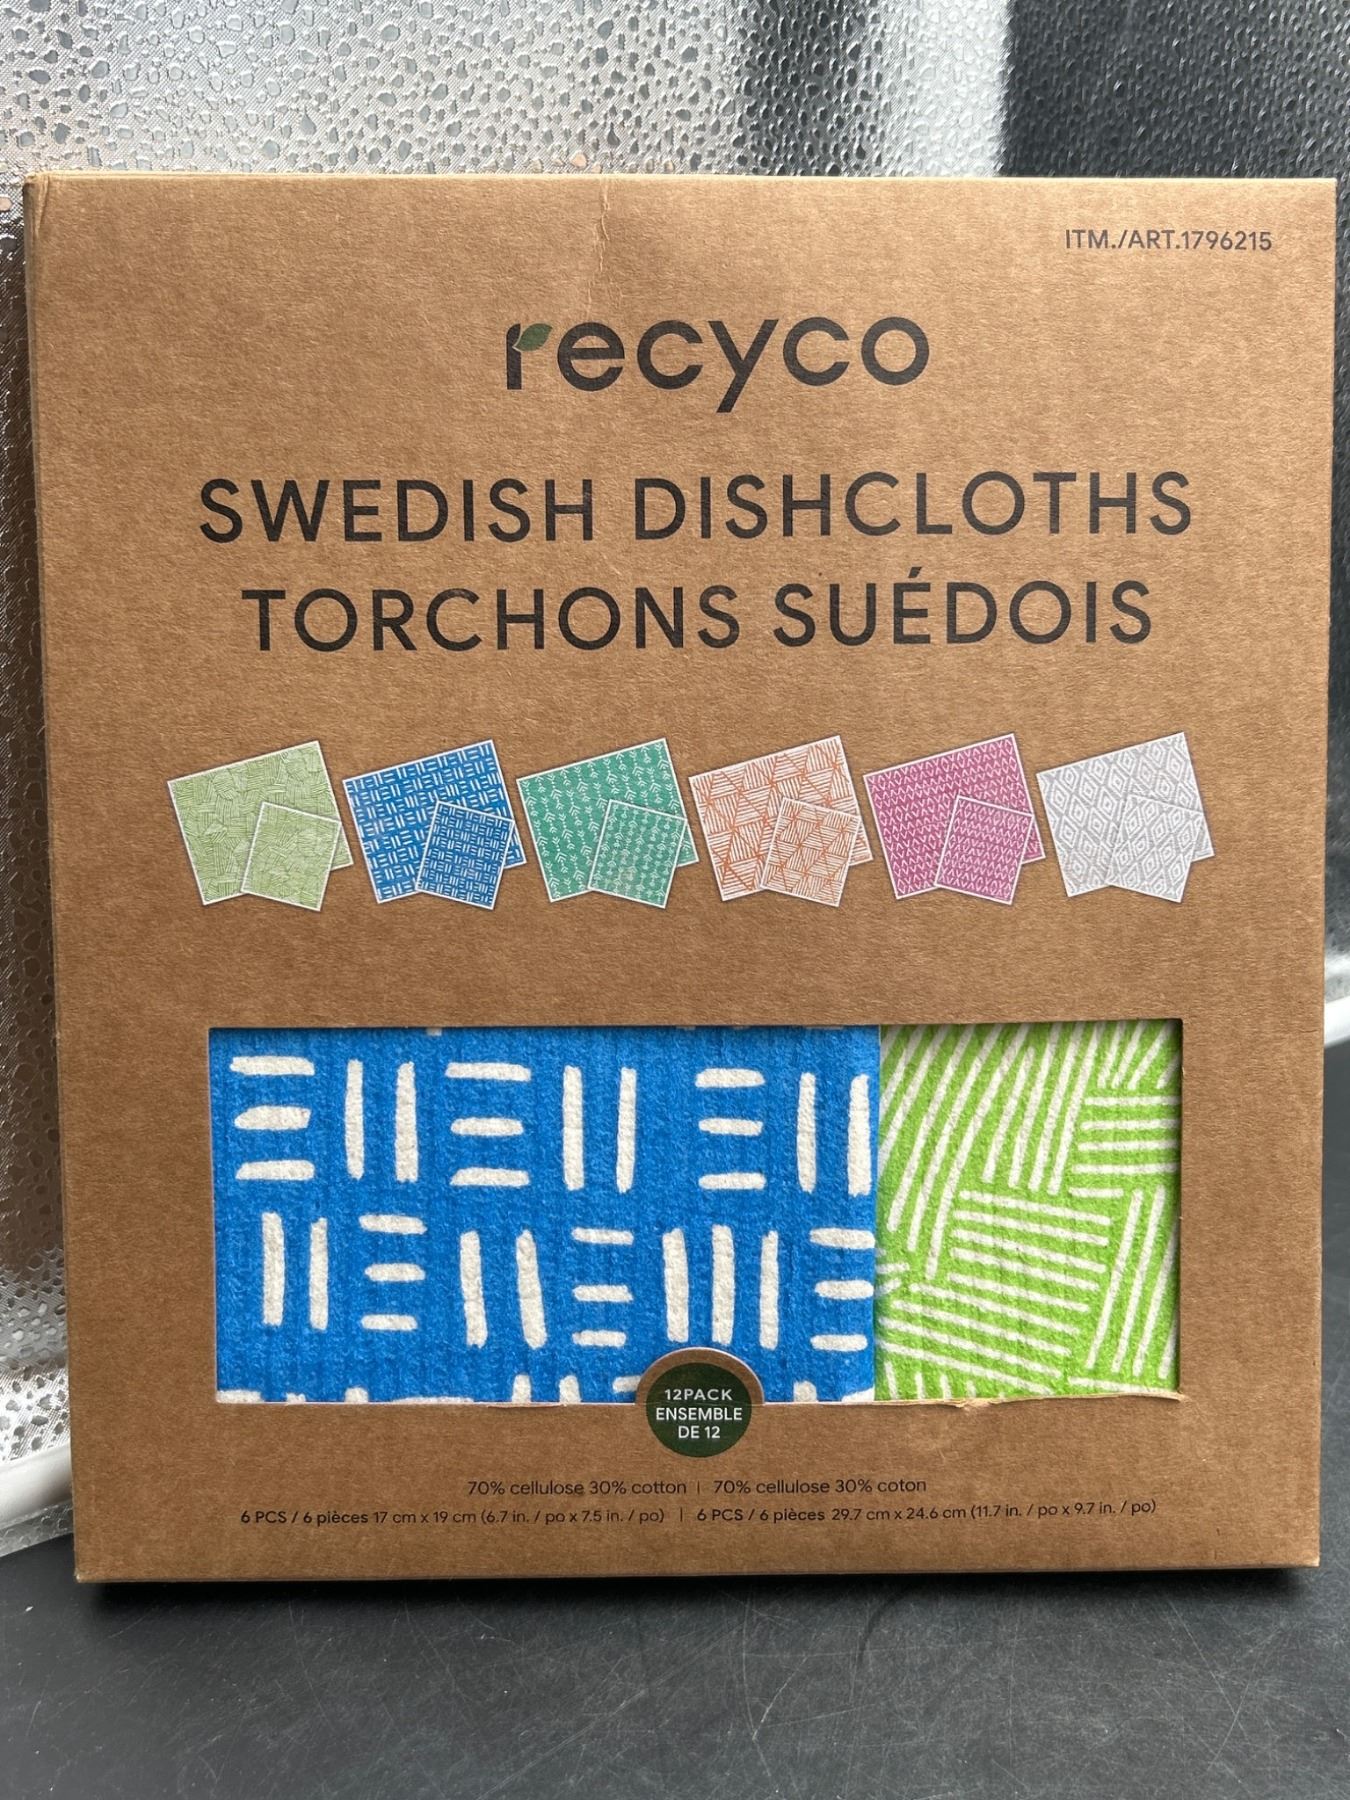 ITM./ART.1796215
recyco
SWEDISH DISHCLOTHS
TORCHONS SUÉDOIS
12PACK
ENSEMBLE
DE 12
70% cellulose 30% cotton | 70% cellulose 30% coton
6 PCS / 6 pièces 17 cm x 19 cm (6.7 in. / po x 7.5 in. / po) | 6 PCS / 6 pièces 29.7 cm x 24.6 cm (11.7 in. / po x 9.7 in. / po)